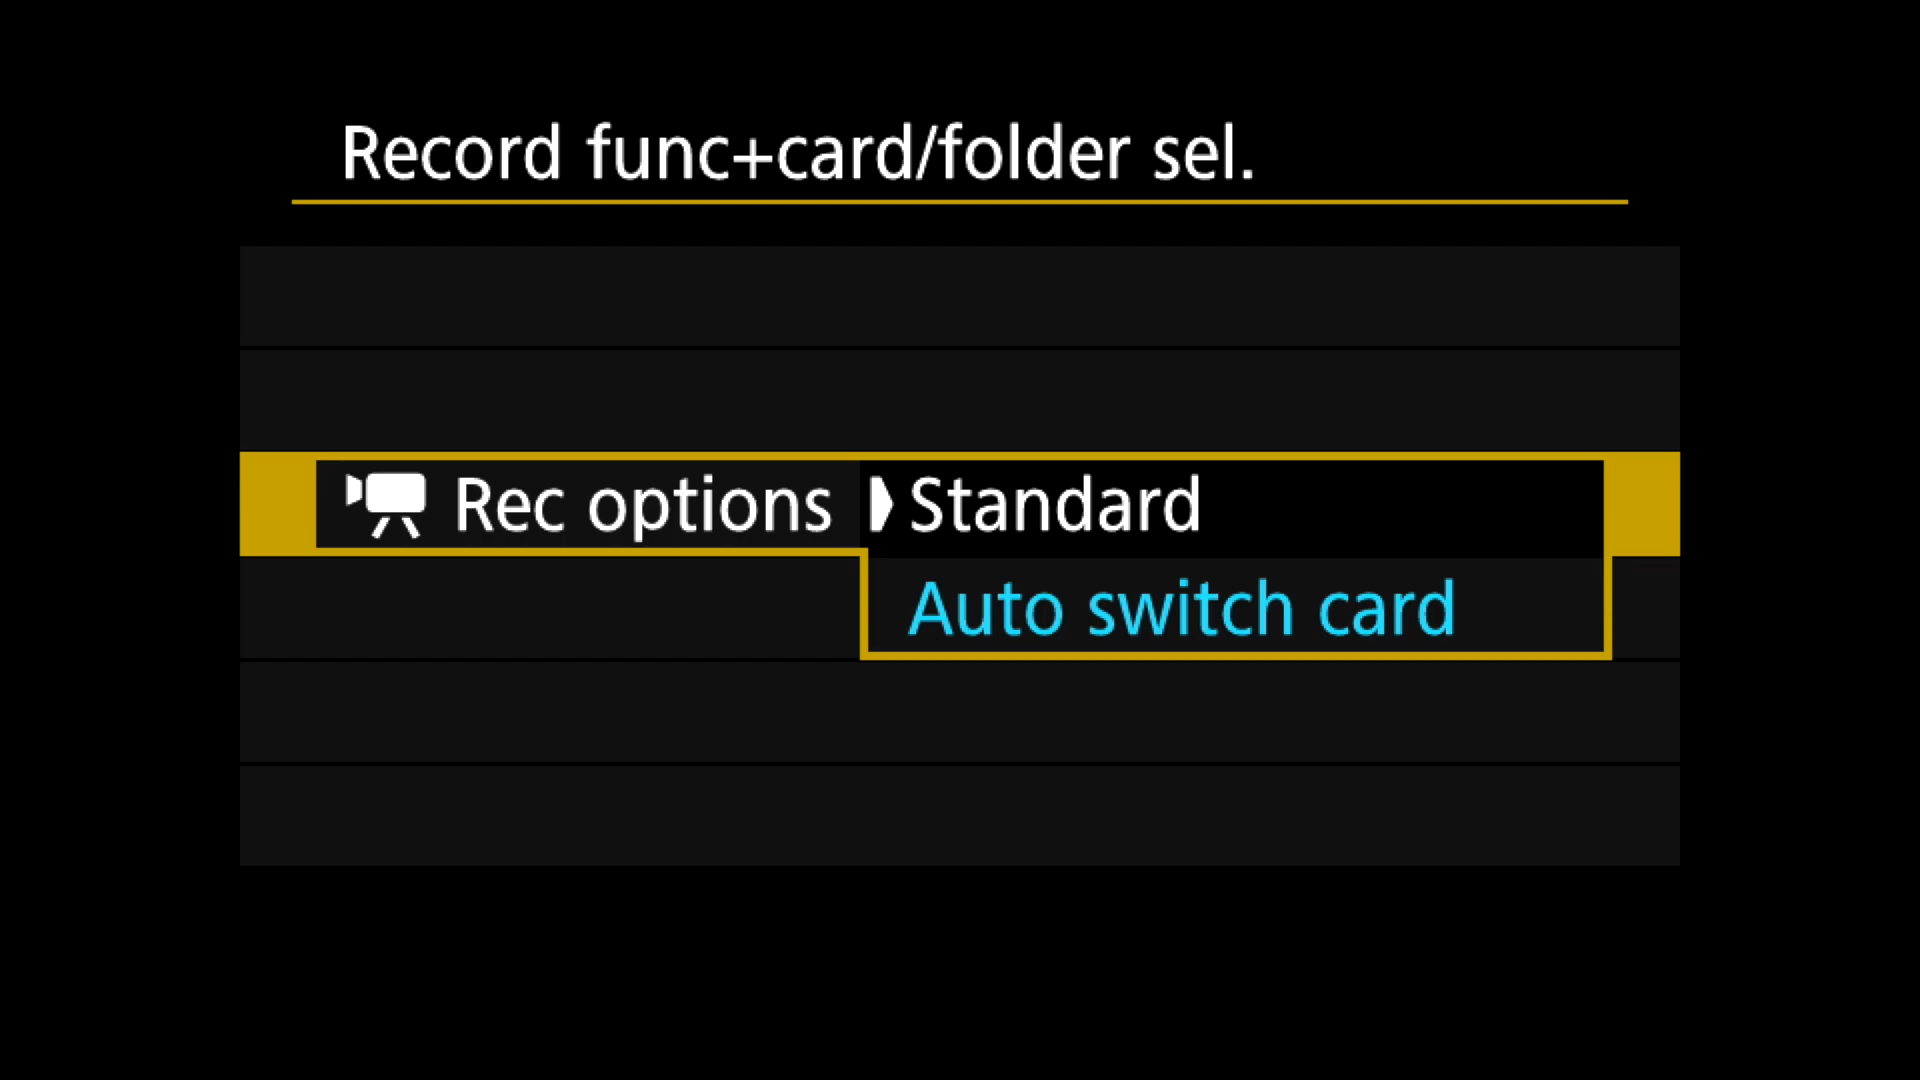 Record func+card/folder sel.
Rec options Standard
Auto switch card